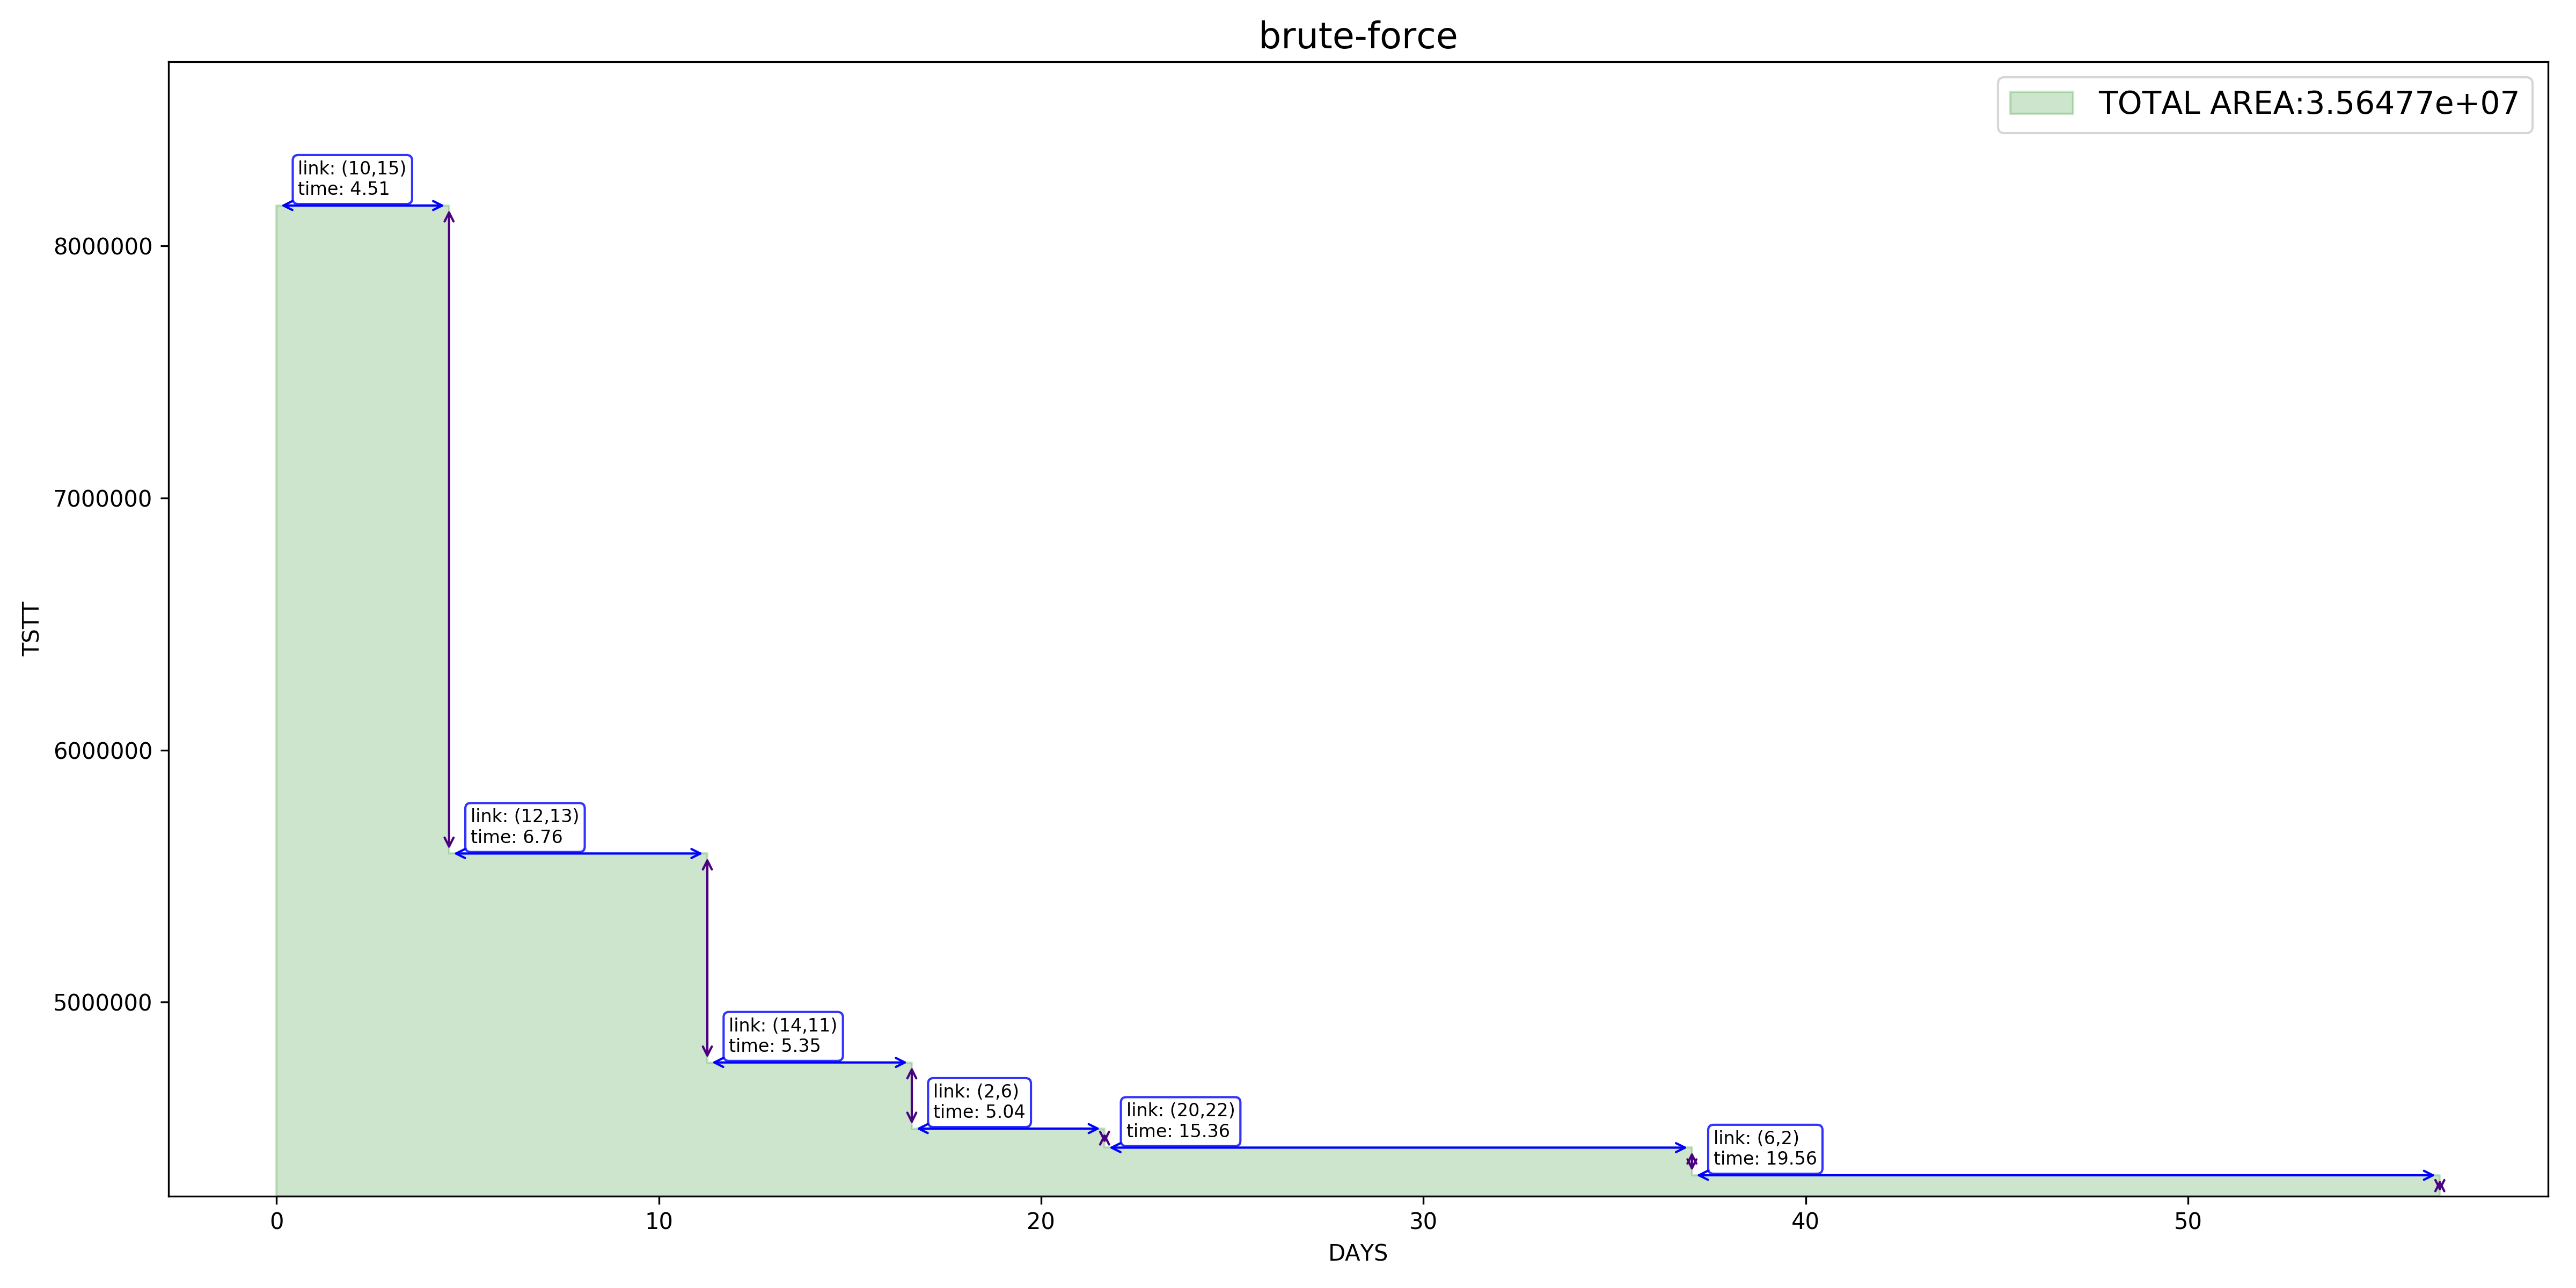 brute-force
TOTAL AREA:3.56477e+07
link: (10,15)
time: 4.51
8000000
7000000
6000000
5000000
TSTT
link: (12,13)
time: 6.76
link: (14,11)
time: 5.35
link: (2,6)
time: 5.04
link: (20,22)
time: 15.36
link: (6,2)
time: 19.56
0
10
20
30
40
50
DAYS